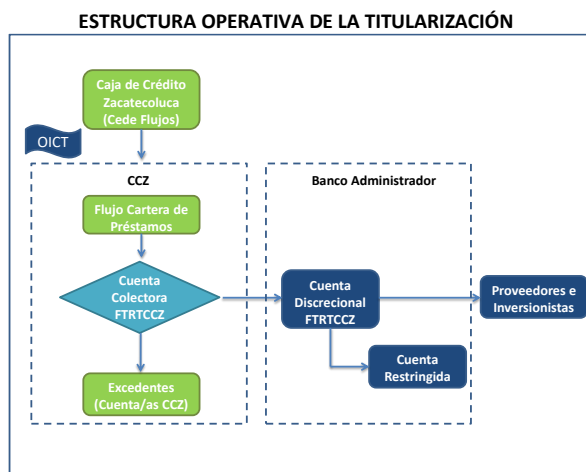 ESTRUCTURA OPERATIVA DE LA TITULARIZACIÓN
Caja de Crédito
Zacatecoluca
(Cede Flujos)
OICT
CCZ
Banco Administrador
Flujo Cartera de
Préstamos
Cuenta
Colectora
FTRTCCZ
Cuenta
Discrecional
FTRTCCZ
Proveedores e
Inversionistas
Cuenta
Restringida
Excedentes
(Cuenta/as CCZ)